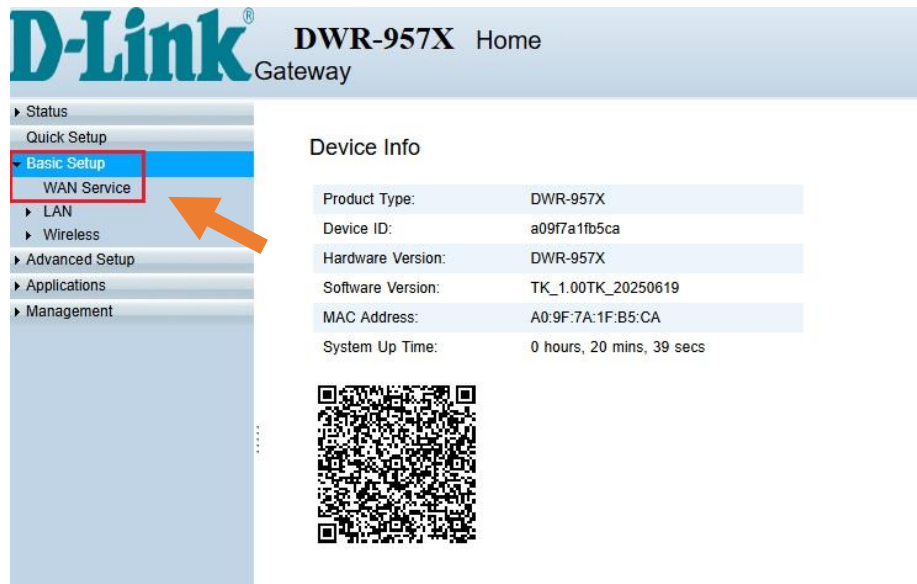 D-Link®
DWR-957X Home
Gateway
Status
Quick Setup
Basic Setup
WAN Service
LAN
Wireless
Advanced Setup
Applications
Management
Device Info
Product Type: DWR-957X
Device ID: a09f7a1fb5ca
Hardware Version: DWR-957X
Software Version: TK_1.00TK_20250619
MAC Address: A0:9F:7A:1F:B5:CA
System Up Time: 0 hours, 20 mins, 39 secs